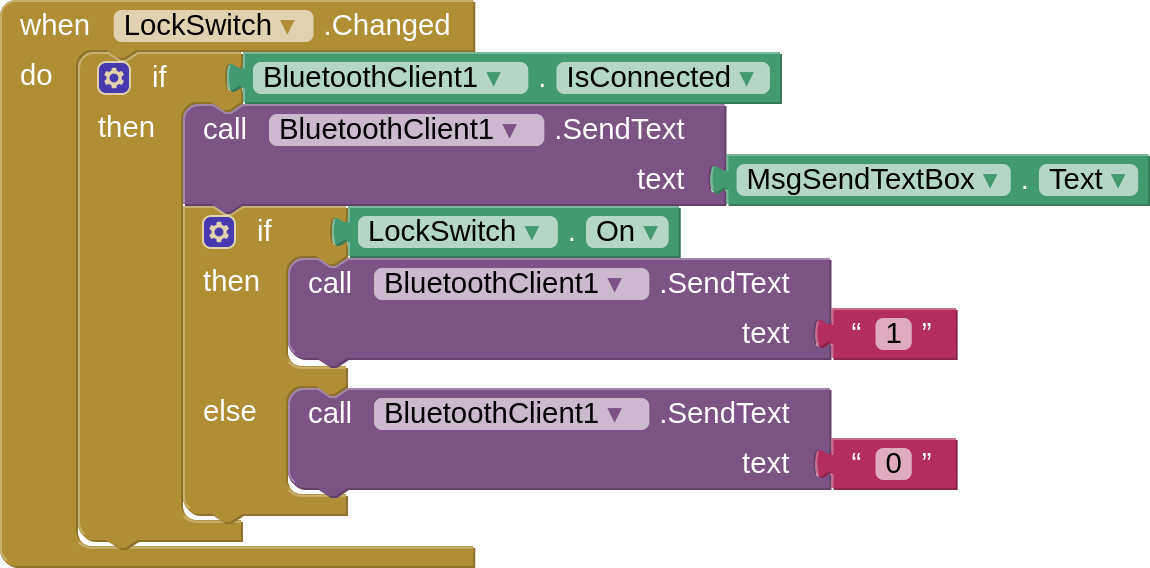 when LockSwitch .Changed
do if BluetoothClient1 . IsConnected
then call BluetoothClient1 .SendText
text MsgSendTextBox . Text
if LockSwitch . On
then call BluetoothClient1 .SendText
text “ 1 ”
else call BluetoothClient1 .SendText
text “ 0 ”